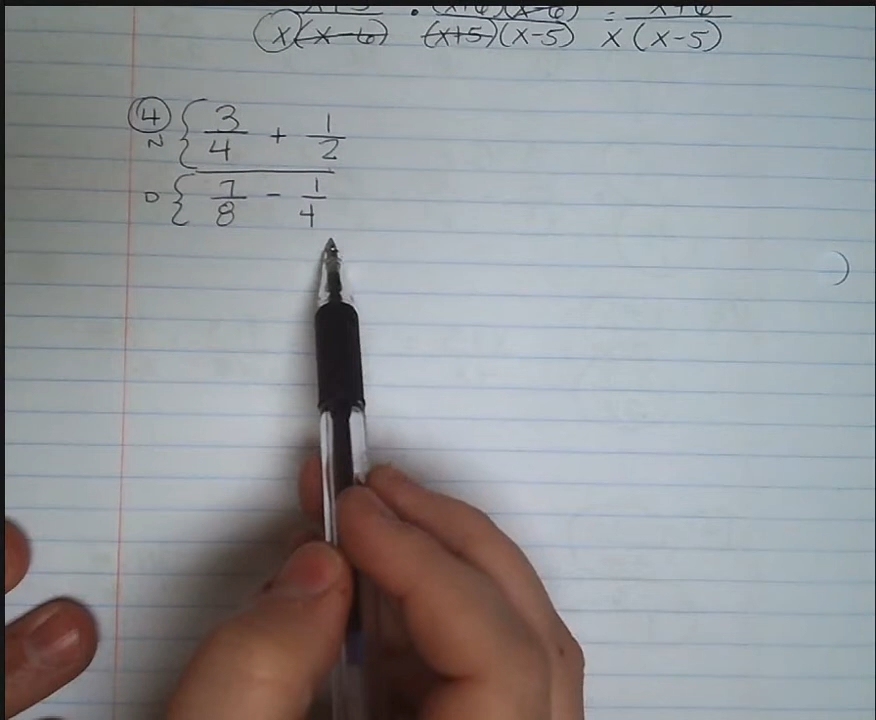 x(x-6) (x+5)(x-5) x(x-5)
④ N { 3/4 + 1/2
D { 7/8 - 1/4
)